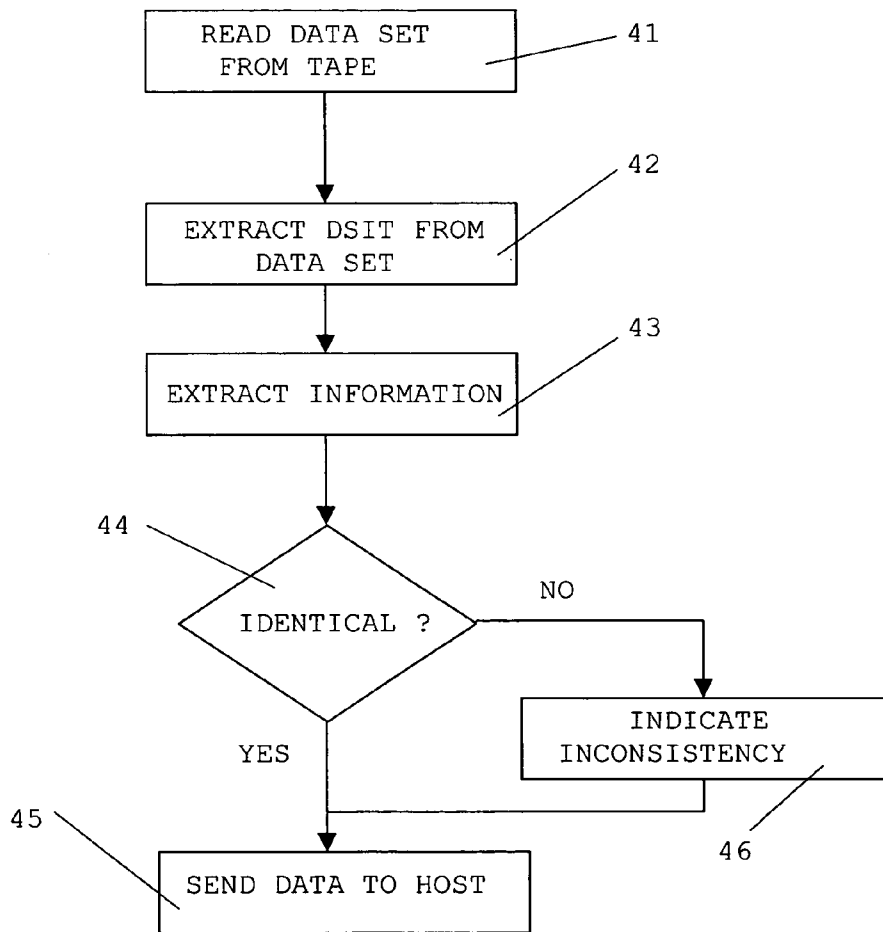 READ DATA SET
FROM TAPE
41
42
EXTRACT DSIT FROM
DATA SET
43
EXTRACT INFORMATION
44
NO
IDENTICAL ?
INDICATE
INCONSISTENCY
YES
45
46
SEND DATA TO HOST